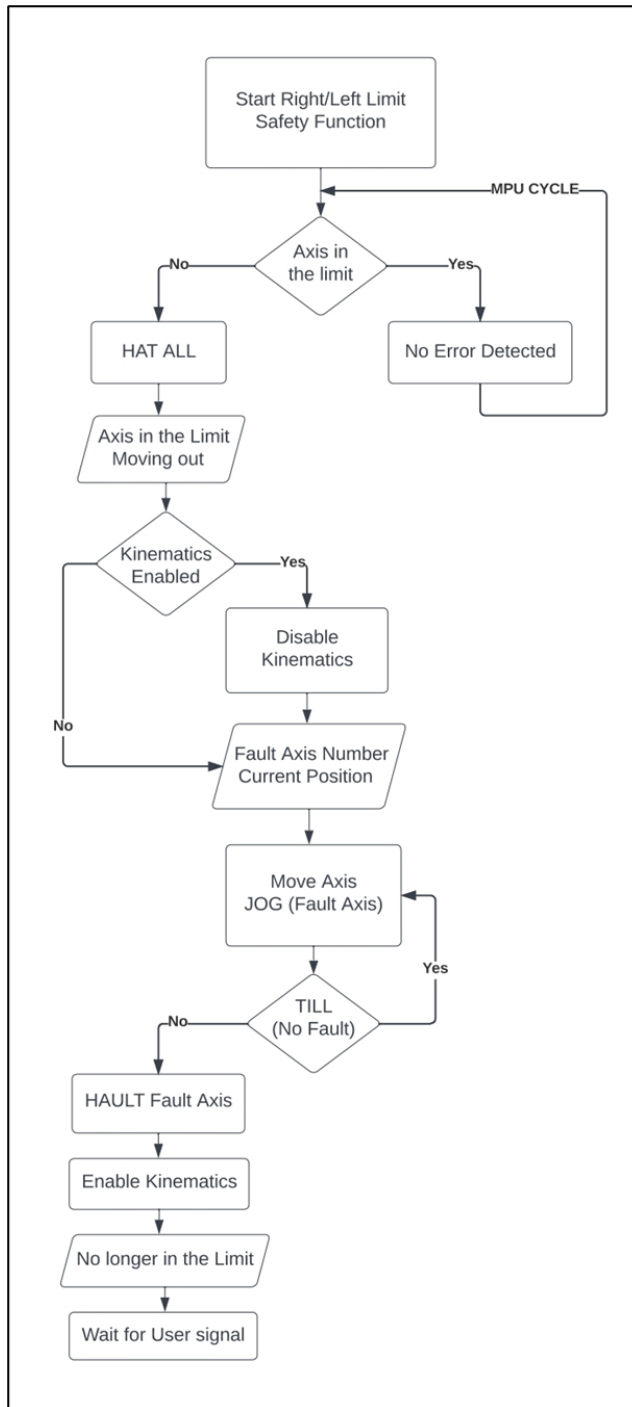 Start Right/Left Limit
Safety Function
MPU CYCLE
Axis in
the limit
No
Yes
HAT ALL
No Error Detected
Axis in the Limit
Moving out
Kinematics
Enabled
Yes
Disable
Kinematics
No
Fault Axis Number
Current Position
Move Axis
JOG (Fault Axis)
Yes
TILL
(No Fault)
No
HAULT Fault Axis
Enable Kinematics
No longer in the Limit
Wait for User signal